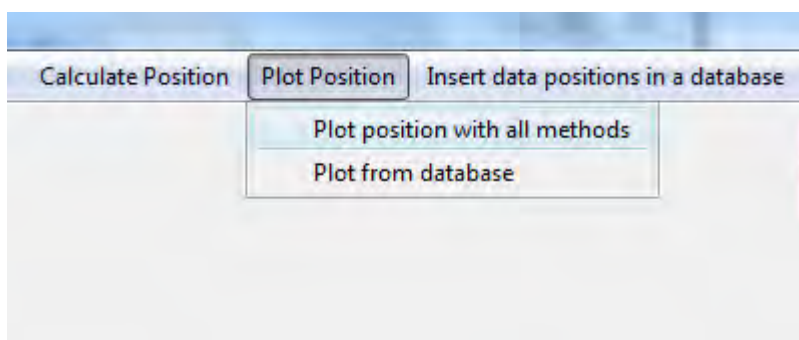 Calculate Position Plot Position Insert data positions in a database
Plot position with all methods
Plot from database